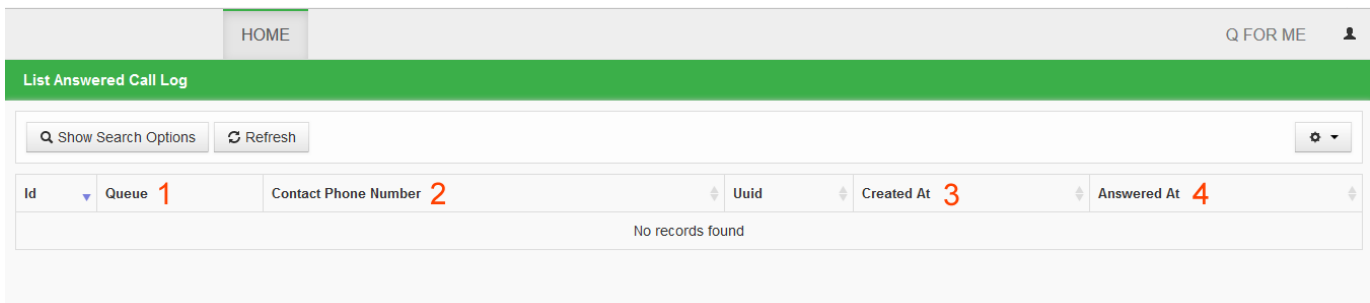 HOME Q FOR ME
List Answered Call Log
Show Search Options Refresh
Id Queue 1 Contact Phone Number 2 Uuid Created At 3 Answered At 4
No records found